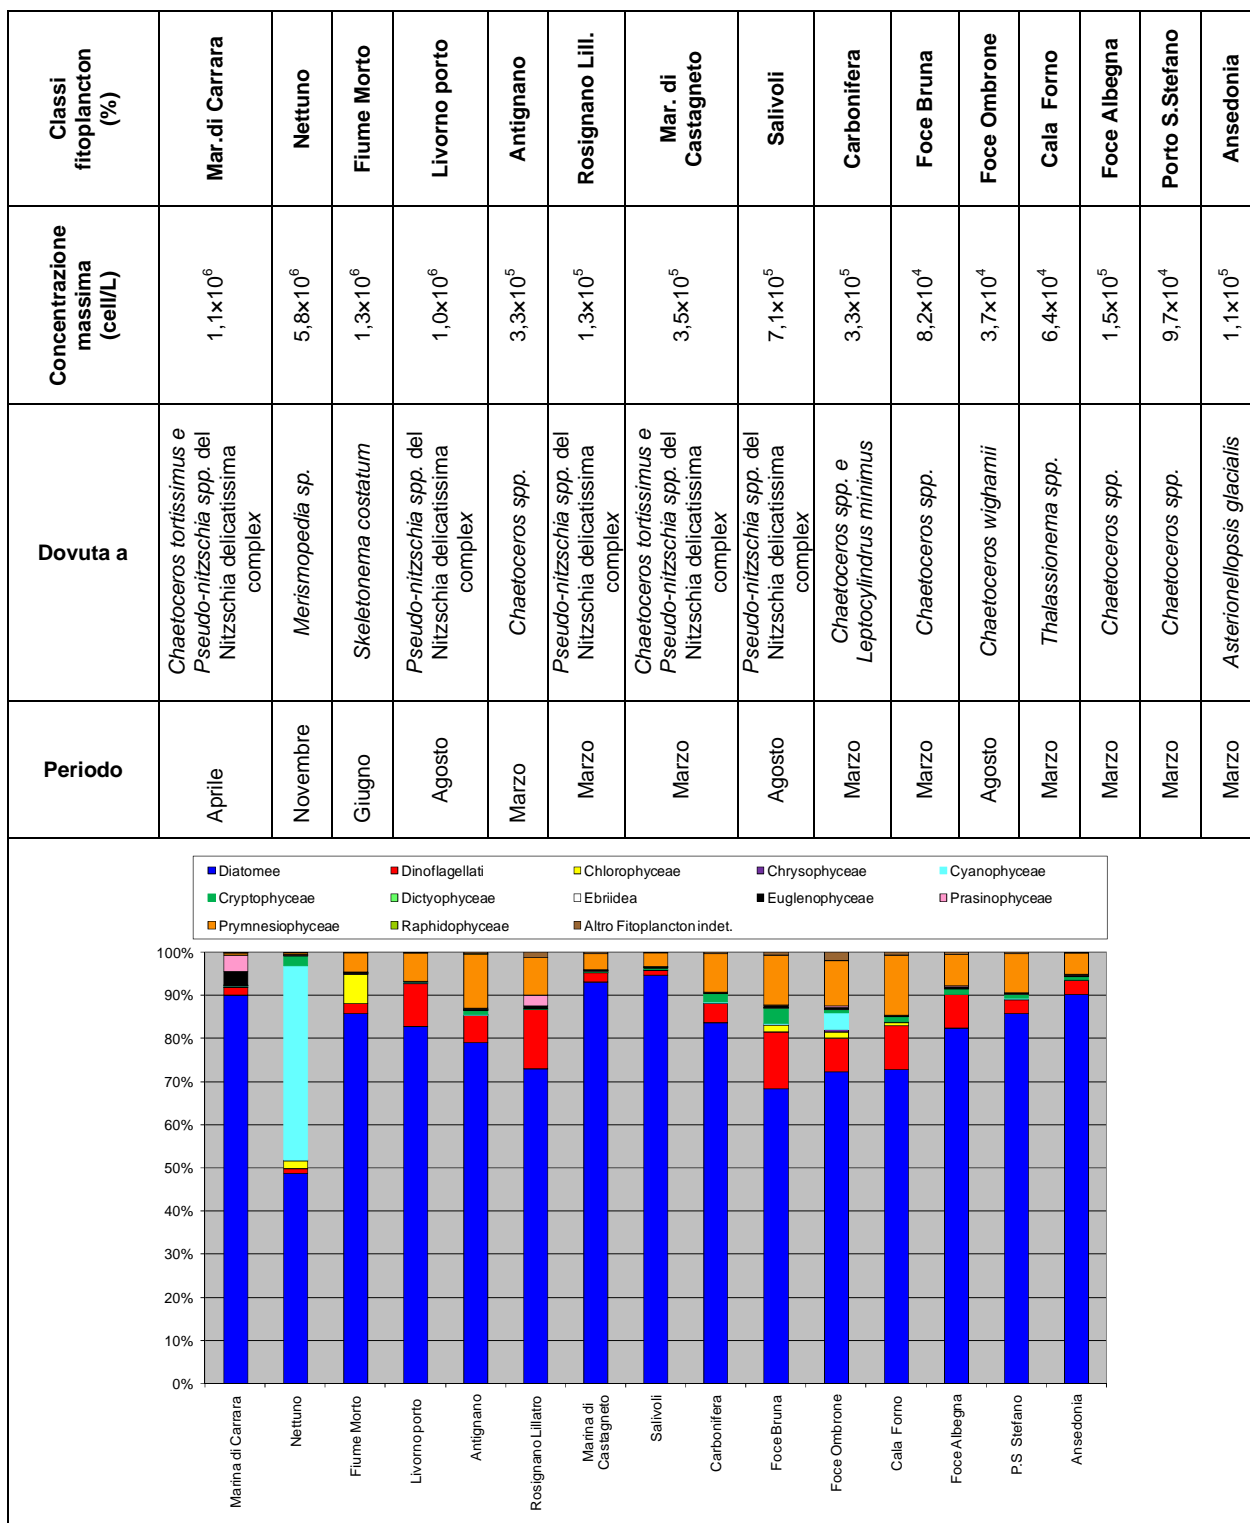 Classi
fitoplancton
(%)
Mar.di Carrara
Nettuno
Fiume Morto
Livorno porto
Antignano
Rosignano Lill.
Mar. di
Castagneto
Salivoli
Carbonifera
Foce Bruna
Foce Ombrone
Cala Forno
Foce Albegna
Porto S.Stefano
Ansedonia
Concentrazione
massima
(cell/L)
1,1×10⁶
5,8×10⁶
1,3×10⁶
1,0×10⁶
3,3×10⁵
1,3×10⁵
3,5×10⁵
7,1×10⁵
3,3×10⁵
8,2×10⁴
3,7×10⁴
6,4×10⁴
1,5×10⁵
9,7×10⁴
1,1×10⁵
Dovuta a
Chaetoceros tortissimus e
Pseudo-nitzschia spp. del
Nitzschia delicatissima
complex
Merismopedia sp.
Skeletonema costatum
Pseudo-nitzschia spp. del
Nitzschia delicatissima
complex
Chaetoceros spp.
Pseudo-nitzschia spp. del
Nitzschia delicatissima
complex
Chaetoceros tortissimus e
Pseudo-nitzschia spp. del
Nitzschia delicatissima
complex
Pseudo-nitzschia spp. del
Nitzschia delicatissima
complex
Chaetoceros spp. e
Leptocylindrus minimus
Chaetoceros spp.
Chaetoceros wighamii
Thalassionema spp.
Chaetoceros spp.
Chaetoceros spp.
Asterionellopsis glacialis
Periodo
Aprile
Novembre
Giugno
Agosto
Marzo
Marzo
Marzo
Agosto
Marzo
Marzo
Agosto
Marzo
Marzo
Marzo
Marzo
Diatomee
Dinoflagellati
Chlorophyceae
Chrysophyceae
Cyanophyceae
Cryptophyceae
Dictyophyceae
Ebriidea
Euglenophyceae
Prasinophyceae
Prymnesiophyceae
Raphidophyceae
Altro Fitoplancton indet.
100%
90%
80%
70%
60%
50%
40%
30%
20%
10%
0%
Marina di Carrara
Nettuno
Fiume Morto
Livorno porto
Antignano
Rosignano Lillatro
Marina di
Castagneto
Salivoli
Carbonifera
Foce Bruna
Foce Ombrone
Cala Forno
Foce Albegna
P.S Stefano
Ansedonia